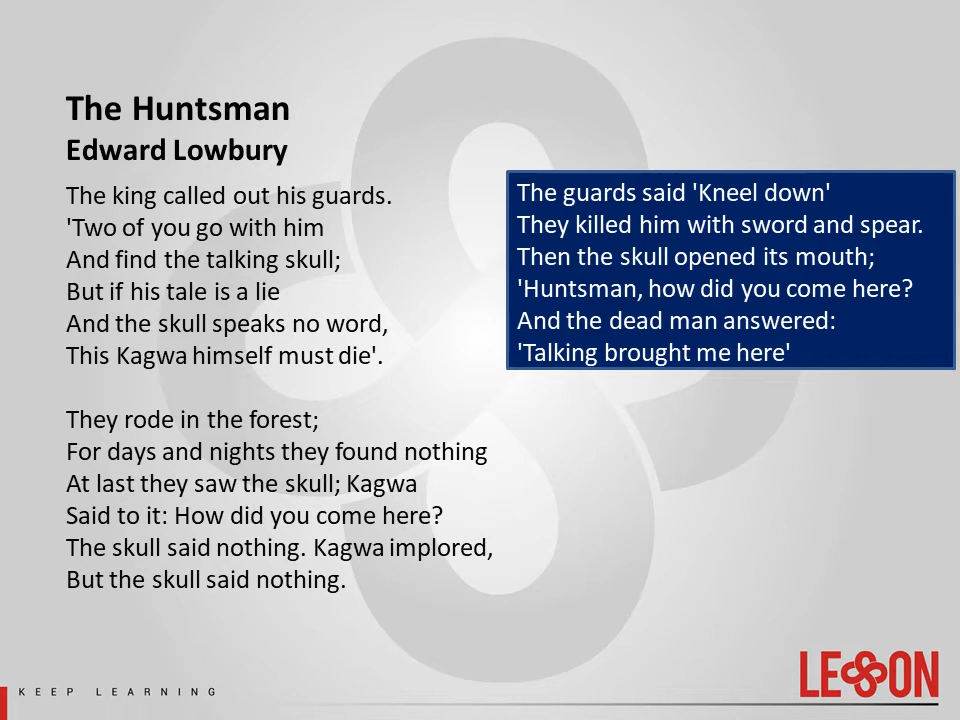 The Huntsman
Edward Lowbury
The king called out his guards.
'Two of you go with him
And find the talking skull;
But if his tale is a lie
And the skull speaks no word,
This Kagwa himself must die'.
They rode in the forest;
For days and nights they found nothing
At last they saw the skull; Kagwa
Said to it: How did you come here?
The skull said nothing. Kagwa implored,
But the skull said nothing.
The guards said 'Kneel down'
They killed him with sword and spear.
Then the skull opened its mouth;
'Huntsman, how did you come here?
And the dead man answered:
'Talking brought me here'
KEEP LEARNING
LESSON